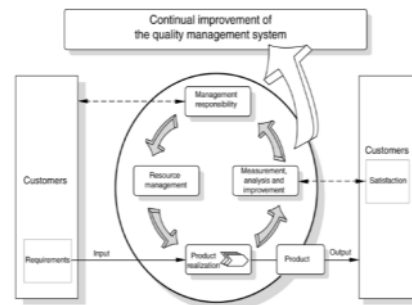 Continual improvement of
the quality management system
Management
responsibility
Customers
Customers
Resource
management
Measurement,
analysis and
improvement
Satisfaction
Requirements
Input
Product
realization
Product
Output